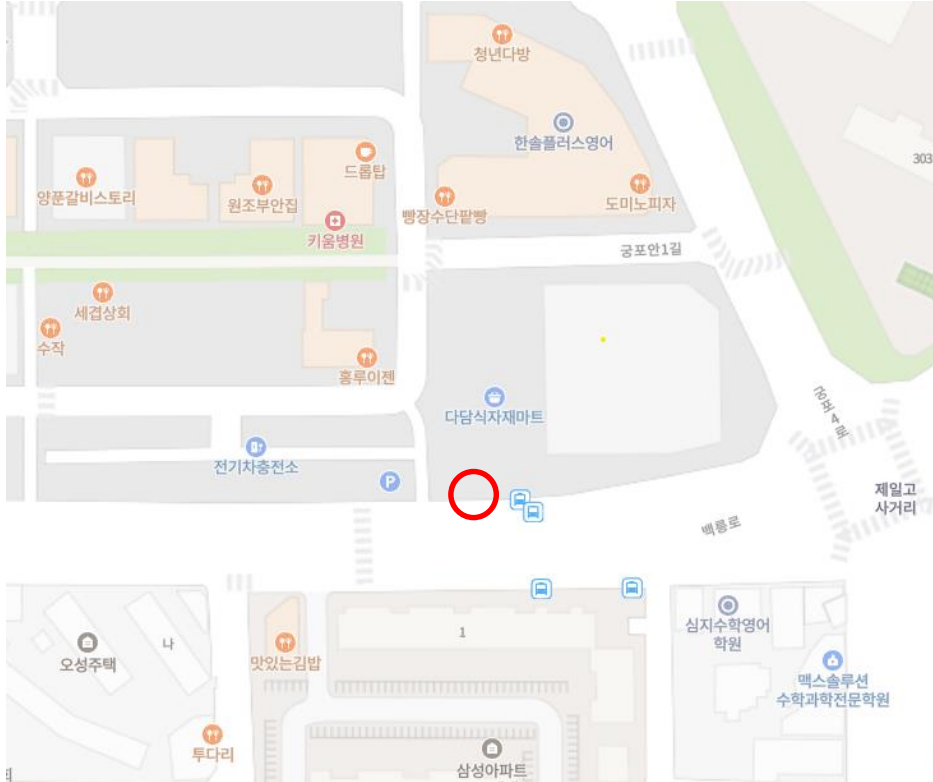 청년다방
한솔플러스영어
303
드롭탑
양푼갈비스토리
원조부안집
도미노피자
빵장수단팥빵
키움병원
궁포안1길
세겹상회
수작
홍루이젠
다담식자재마트
궁포4로
전기차충전소
P
제일고
사거리
백릉로
1
심지수학영어
학원
나
오성주택
맛있는김밥
맥스솔루션
수학과학전문학원
투다리
삼성아파트